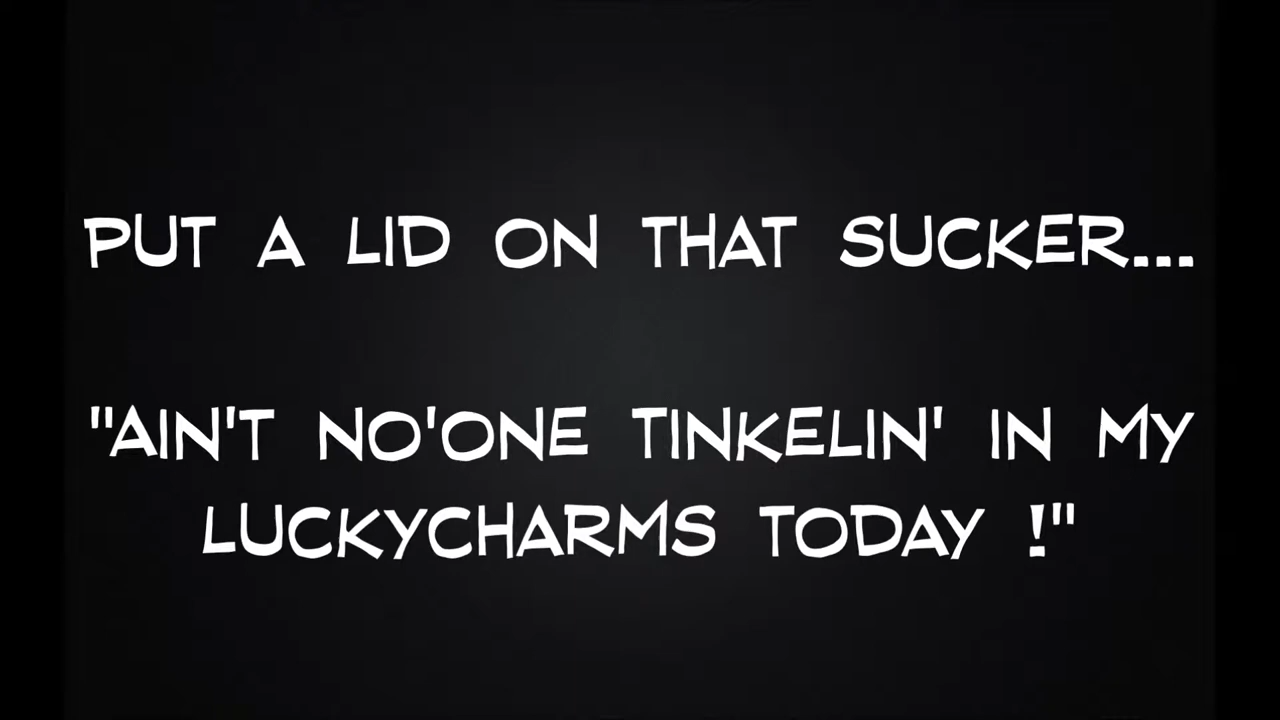 PUT A LID ON THAT SUCKER...
"AIN'T NO'ONE TINKELIN' IN MY
LUCKYCHARMS TODAY !"